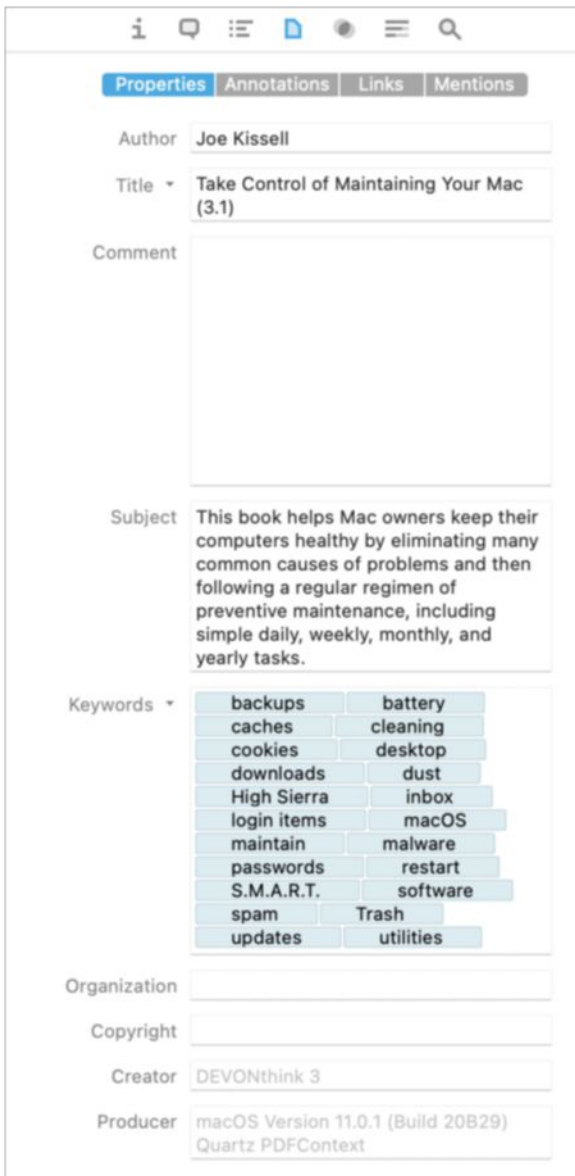 Properties Annotations Links Mentions
Author Joe Kissell
Title Take Control of Maintaining Your Mac
(3.1)
Comment
Subject This book helps Mac owners keep their
computers healthy by eliminating many
common causes of problems and then
following a regular regimen of
preventive maintenance, including
simple daily, weekly, monthly, and
yearly tasks.
Keywords backups battery
caches cleaning
cookies desktop
downloads dust
High Sierra inbox
login items macOS
maintain malware
passwords restart
S.M.A.R.T. software
spam Trash
updates utilities
Organization
Copyright
Creator DEVONthink 3
Producer macOS Version 11.0.1 (Build 20B29)
Quartz PDFContext